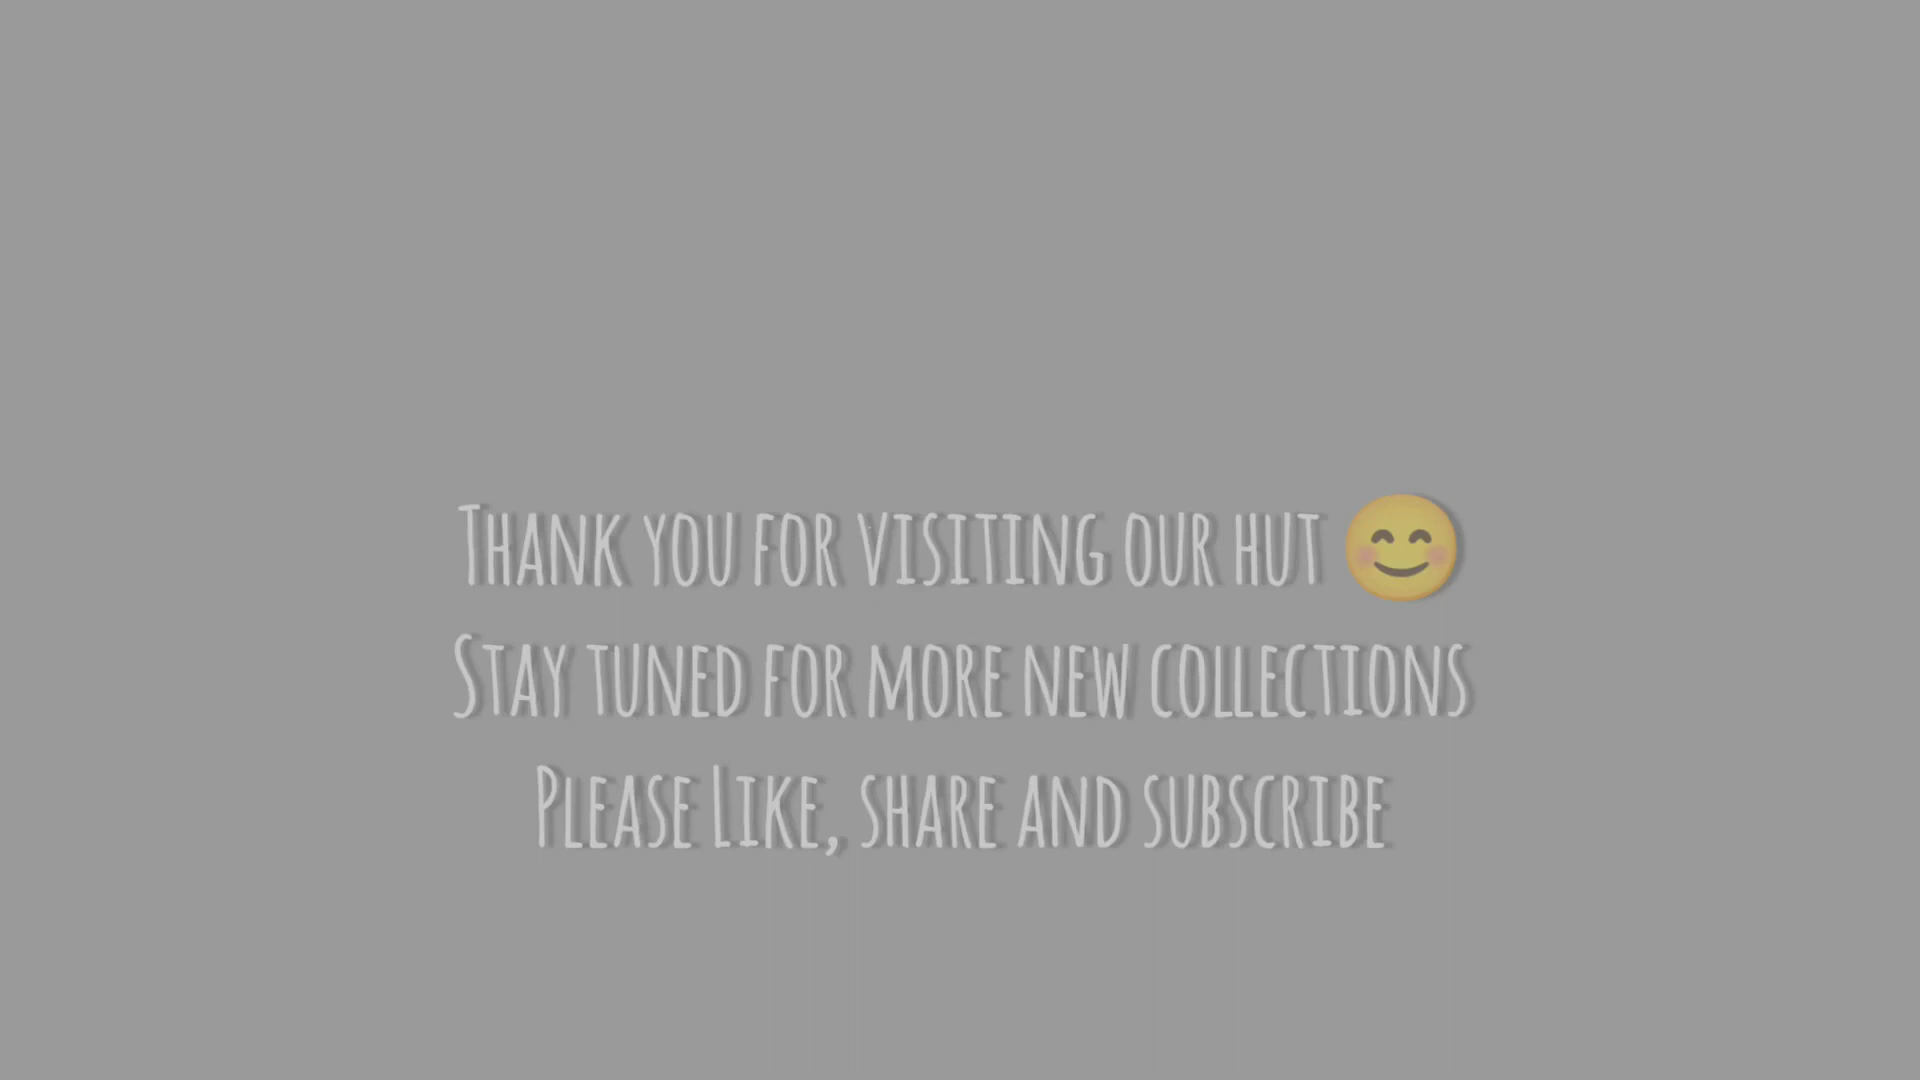 Thank you for visiting our hut 😊
Stay tuned for more new collections
Please Like, share and subscribe